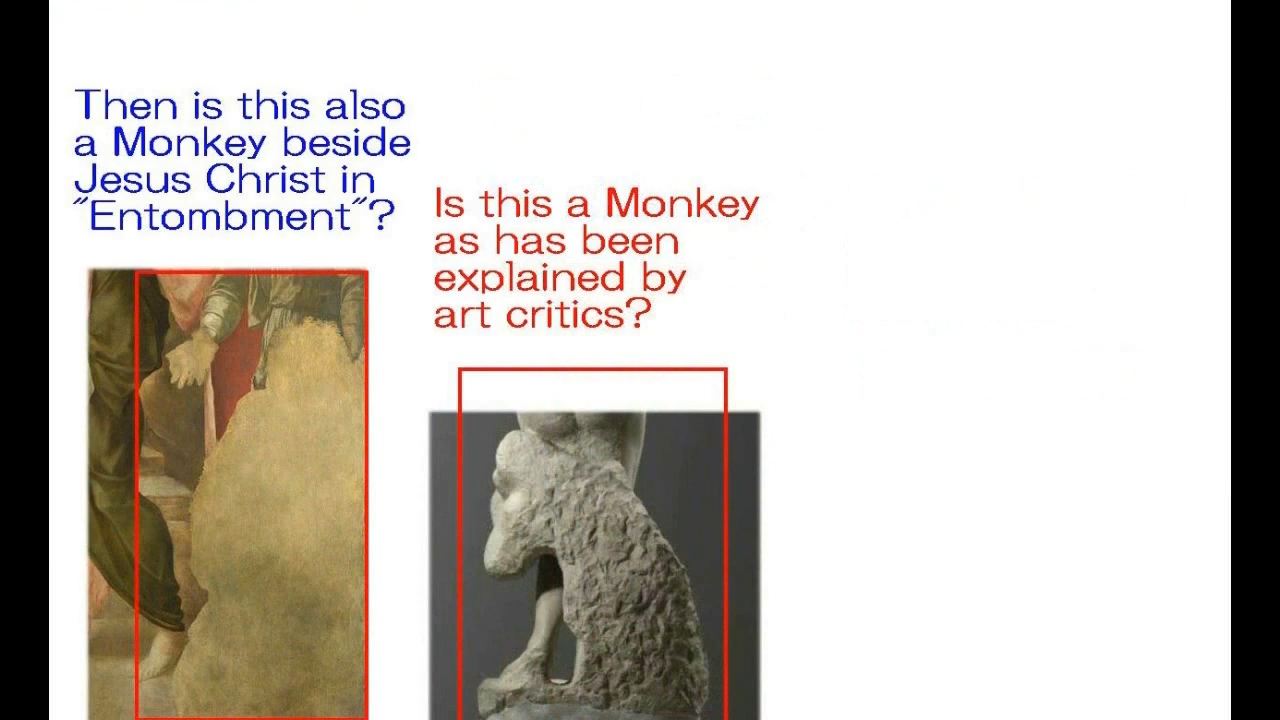 Then is this also
a Monkey beside
Jesus Christ in
"Entombment"?
Is this a Monkey
as has been
explained by
art critics?